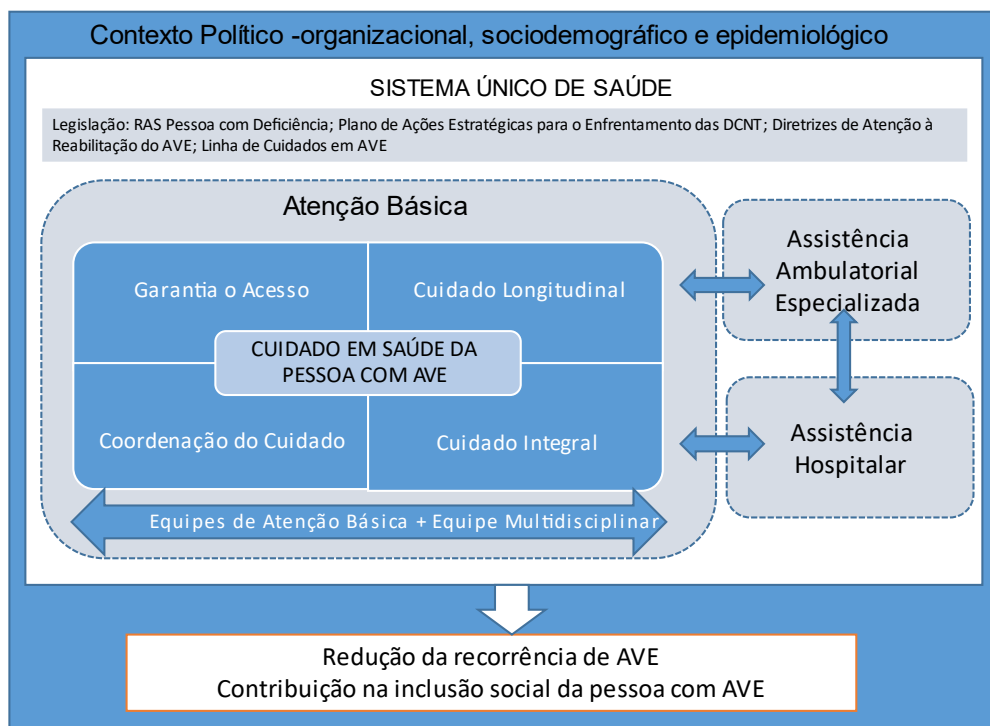 Contexto Político -organizacional, sociodemográfico e epidemiológico
SISTEMA ÚNICO DE SAÚDE
Legislação: RAS Pessoa com Deficiência; Plano de Ações Estratégicas para o Enfrentamento das DCNT; Diretrizes de Atenção à
Reabilitação do AVE; Linha de Cuidados em AVE
Atenção Básica
Garantia o Acesso
Cuidado Longitudinal
CUIDADO EM SAÚDE DA
PESSOA COM AVE
Coordenação do Cuidado
Cuidado Integral
Equipes de Atenção Básica + Equipe Multidisciplinar
Assistência
Ambulatorial
Especializada
Assistência
Hospitalar
Redução da recorrência de AVE
Contribuição na inclusão social da pessoa com AVE